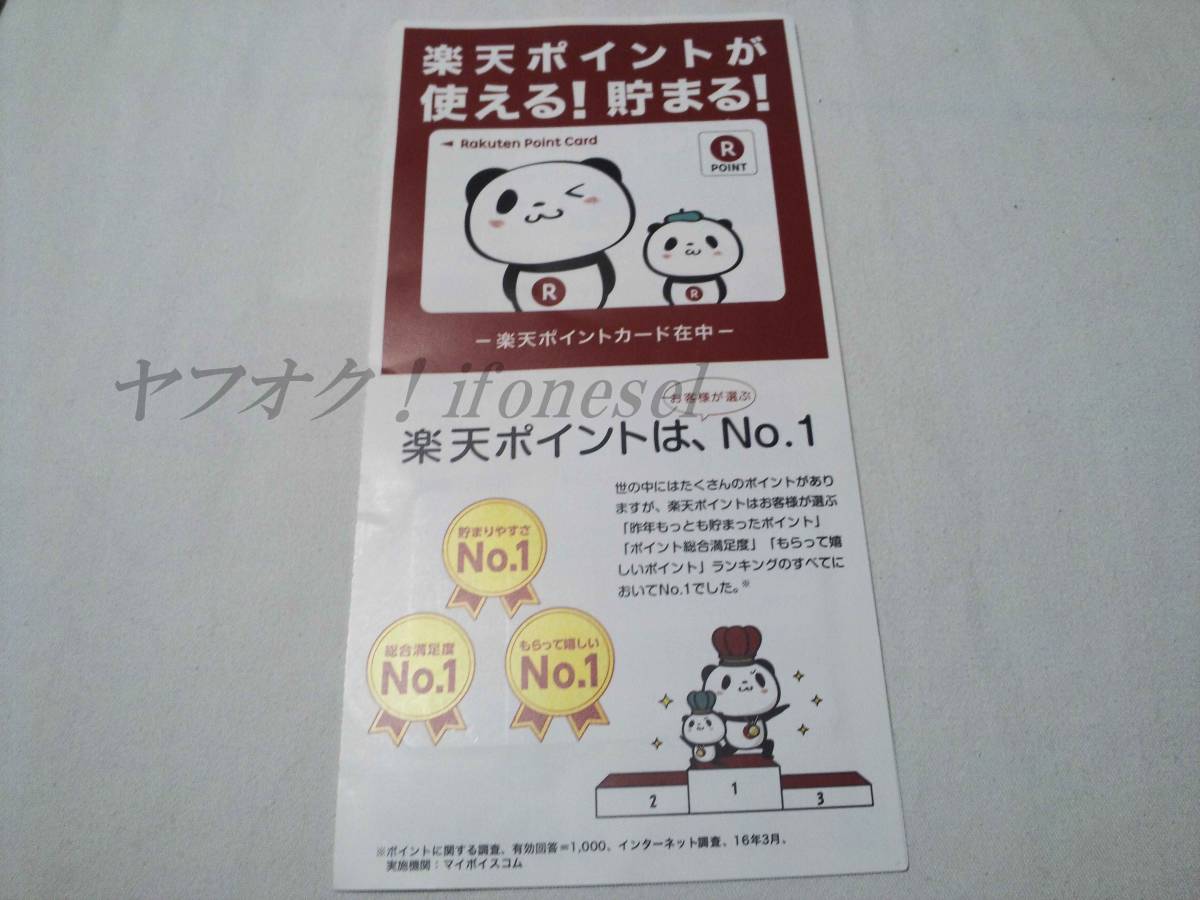 楽天ポイントが
使える!貯まる!
Rakuten Point Card
R
POINT
R
R
−楽天ポイントカード在中−
ヤフオク!ifonesel
お客様が選ぶ
楽天ポイントは、No.1
世の中にはたくさんのポイントがあり
ますが、楽天ポイントはお客様が選ぶ
「昨年もっとも貯まったポイント」
「ポイント総合満足度」「もらって嬉
しいポイント」ランキングのすべてに
おいてNo.1でした。※
貯まりやすさ
No.1
総合満足度
No.1
もらって嬉しい
No.1
2
1
3
※ポイントに関する調査、有効回答=1,000、インターネット調査、16年3月、
実施機関:マイボイスコム